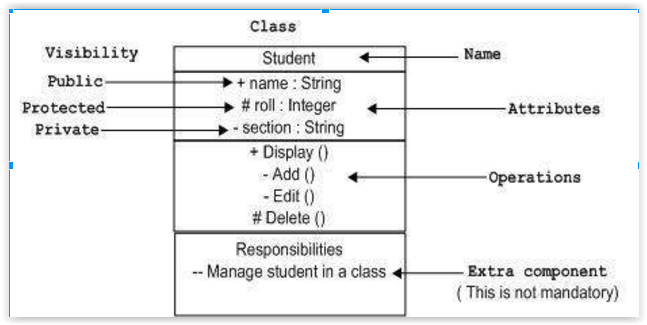 Class
Visibility
Student
Name
Public
+ name : String
Protected
# roll : Integer
Attributes
Private
- section : String
+ Display ()
- Add ()
Operations
- Edit ()
# Delete ()
Responsibilities
-- Manage student in a class
Extra component
( This is not mandatory)